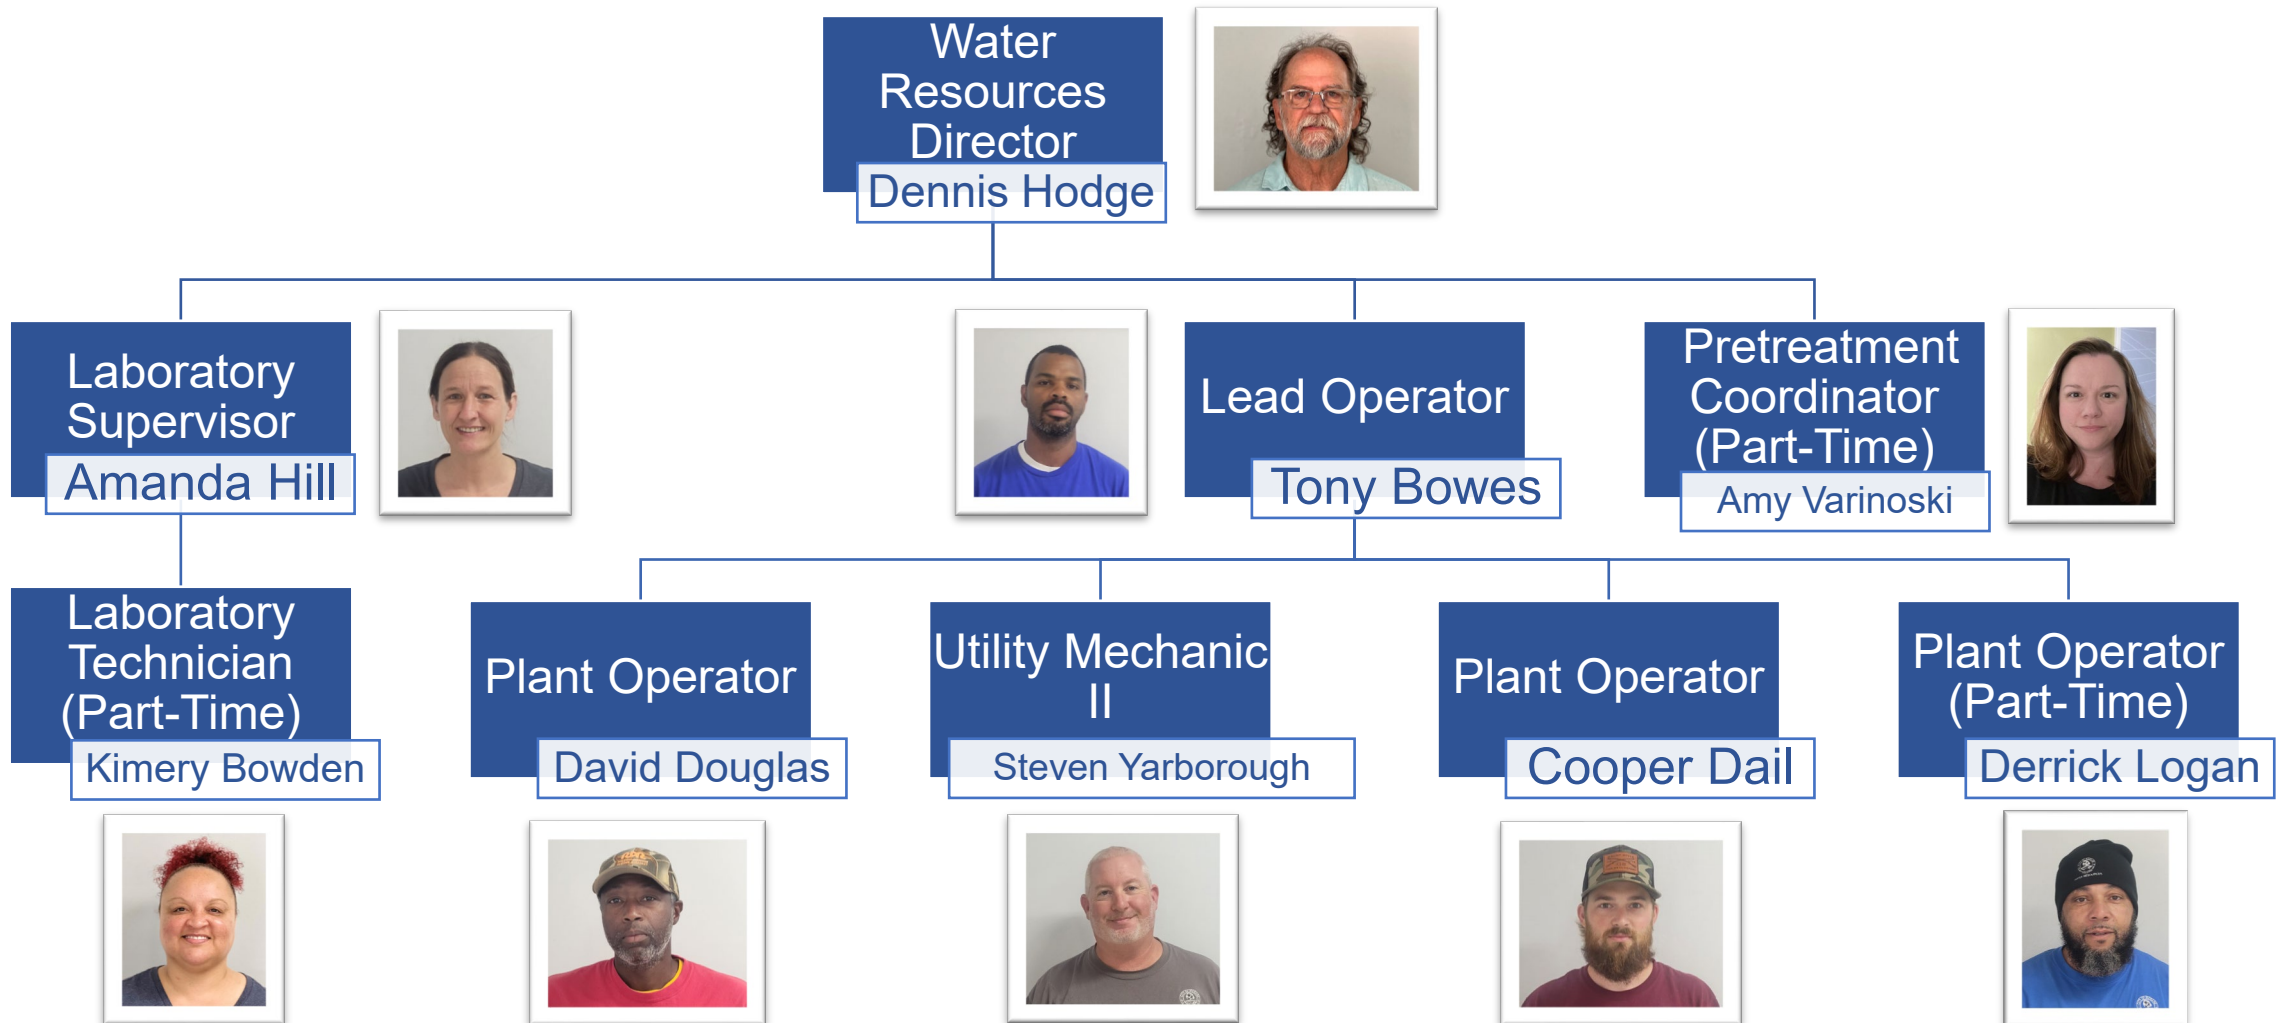 Water
Resources
Director
Dennis Hodge
Laboratory
Supervisor
Amanda Hill
Lead Operator
Tony Bowes
Pretreatment
Coordinator
(Part-Time)
Amy Varinoski
Laboratory
Technician
(Part-Time)
Kimery Bowden
Plant Operator
David Douglas
Utility Mechanic
II
Steven Yarborough
Plant Operator
Cooper Dail
Plant Operator
(Part-Time)
Derrick Logan